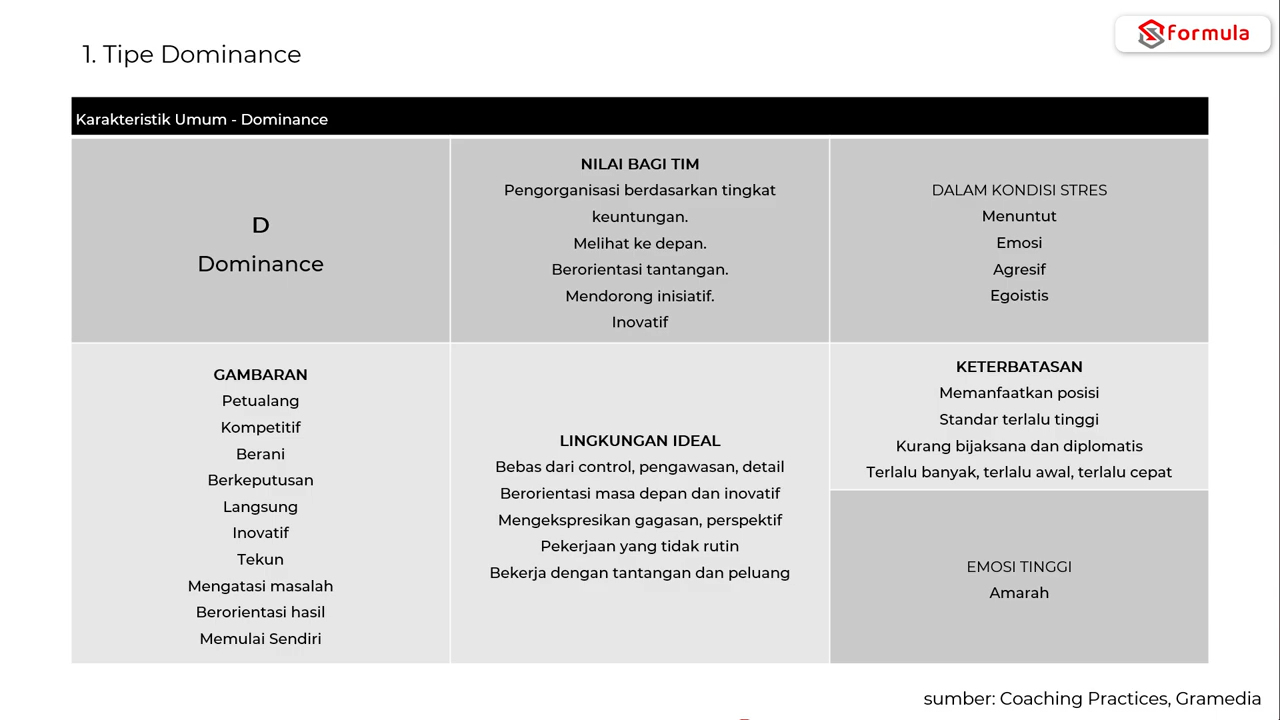 formula
1. Tipe Dominance
Karakteristik Umum - Dominance
D
Dominance
NILAI BAGI TIM
Pengorganisasi berdasarkan tingkat
keuntungan.
Melihat ke depan.
Berorientasi tantangan.
Mendorong inisiatif.
Inovatif
DALAM KONDISI STRES
Menuntut
Emosi
Agresif
Egoistis
GAMBARAN
Petualang
Kompetitif
Berani
Berkeputusan
Langsung
Inovatif
Tekun
Mengatasi masalah
Berorientasi hasil
Memulai Sendiri
LINGKUNGAN IDEAL
Bebas dari control, pengawasan, detail
Berorientasi masa depan dan inovatif
Mengekspresikan gagasan, perspektif
Pekerjaan yang tidak rutin
Bekerja dengan tantangan dan peluang
KETERBATASAN
Memanfaatkan posisi
Standar terlalu tinggi
Kurang bijaksana dan diplomatis
Terlalu banyak, terlalu awal, terlalu cepat
EMOSI TINGGI
Amarah
sumber: Coaching Practices, Gramedia